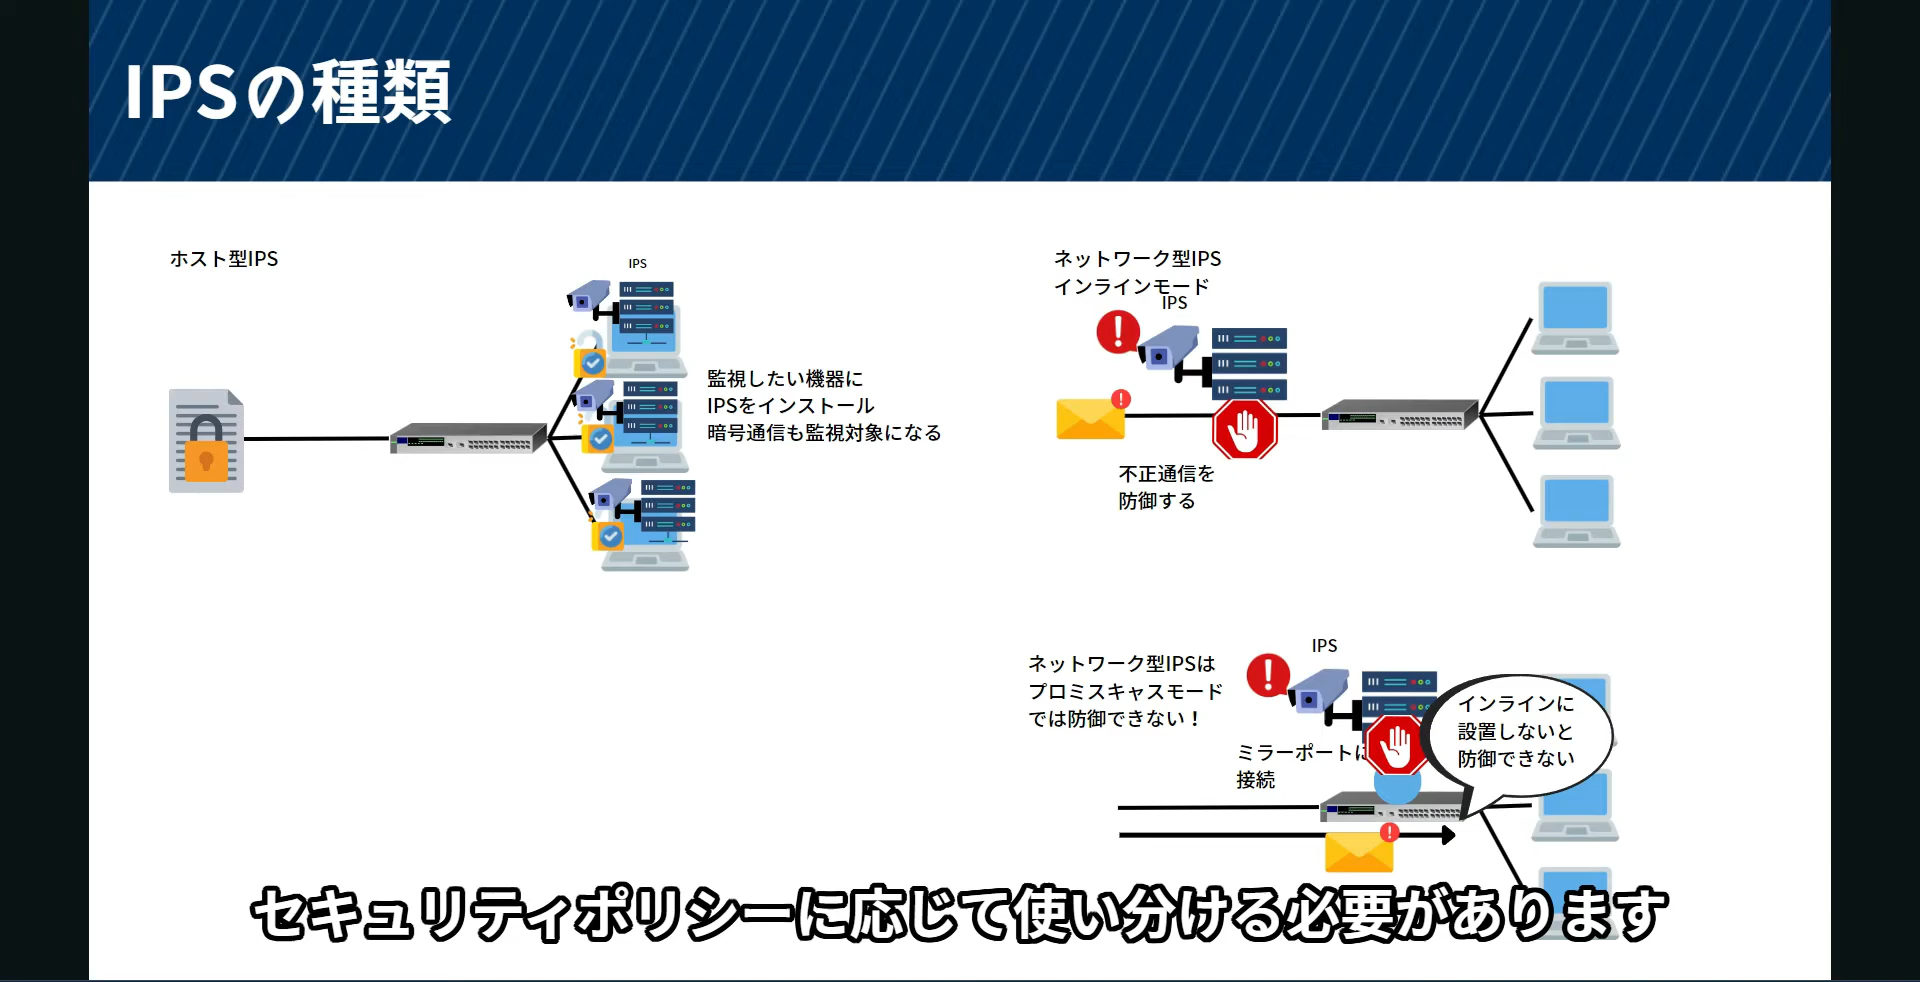 IPSの種類
ホスト型IPS
IPS
監視したい機器に
IPSをインストール
暗号通信も監視対象になる
ネットワーク型IPS
インラインモード
IPS
不正通信を
防御する
IPS
ネットワーク型IPSは
プロミスキャスモード
では防御できない！
ミラーポートに
接続
インラインに
設置しないと
防御できない
セキュリティポリシーに応じて使い分ける必要があります